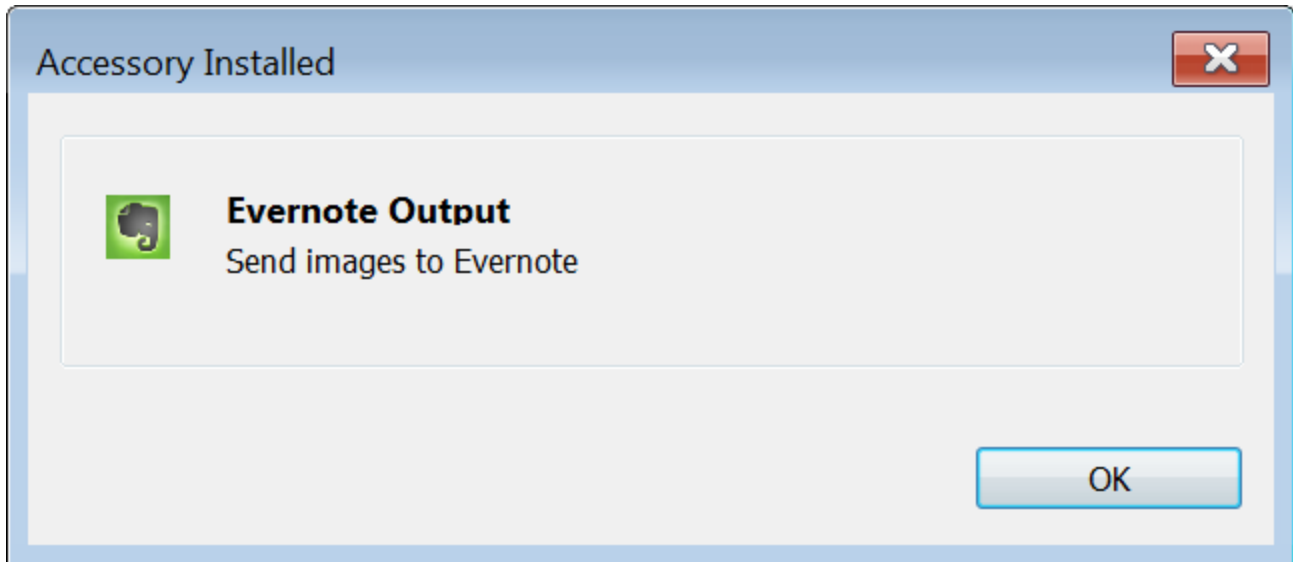 Accessory Installed
Evernote Output
Send images to Evernote
OK